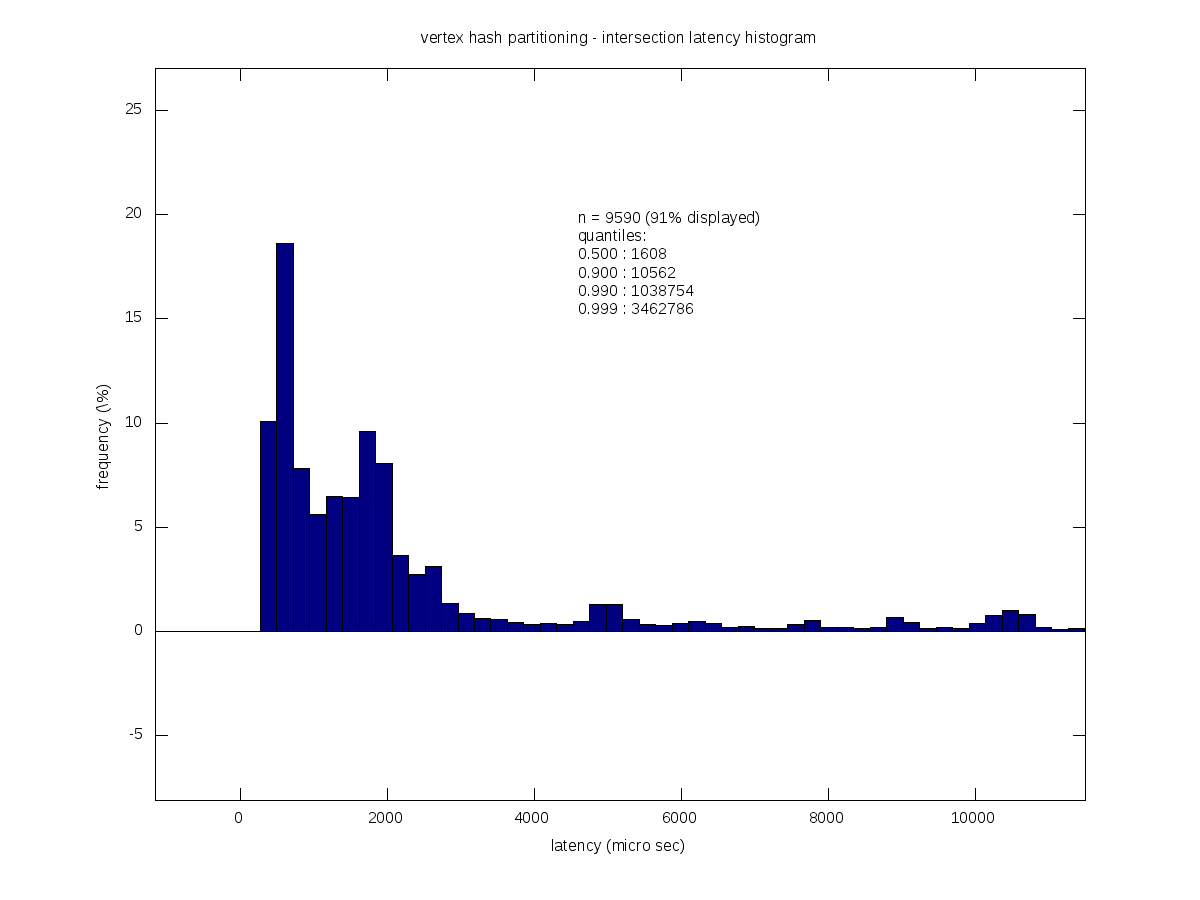 vertex hash partitioning - intersection latency histogram
25
20
15
10
5
0
-5
frequency (\%)
n = 9590 (91% displayed)
quantiles:
0.500 : 1608
0.900 : 10562
0.990 : 1038754
0.999 : 3462786
0 2000 4000 6000 8000 10000
latency (micro sec)